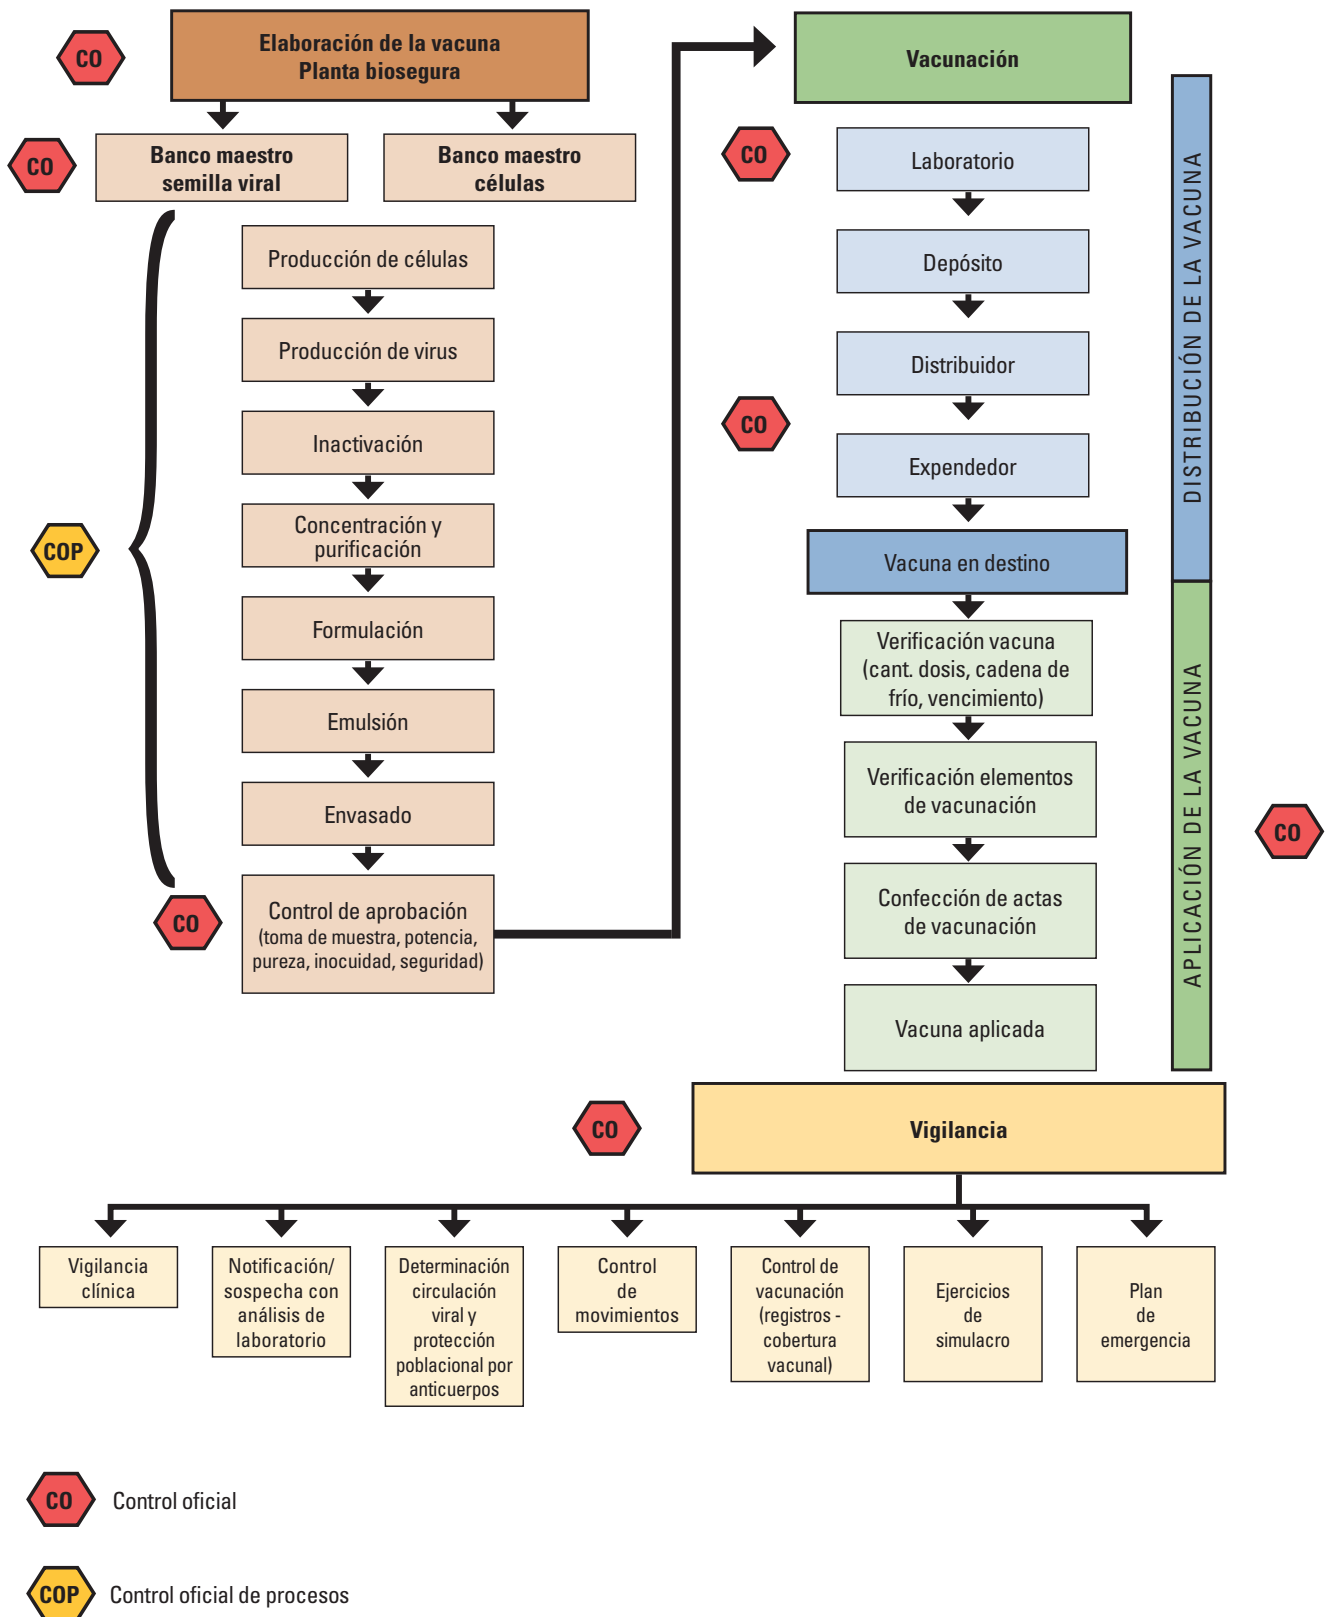 CO
Elaboración de la vacuna
Planta biosegura
CO
Banco maestro
semilla viral
Banco maestro
células
COP
Producción de células
Producción de virus
Inactivación
Concentración y
purificación
Formulación
Emulsión
Envasado
CO
Control de aprobación
(toma de muestra, potencia,
pureza, inocuidad, seguridad)
Vacunación
CO
Laboratorio
Depósito
Distribuidor
CO
Expendedor
Vacuna en destino
Verificación vacuna
(cant. dosis, cadena de
frío, vencimiento)
Verificación elementos
de vacunación
Confección de actas
de vacunación
Vacuna aplicada
DISTRIBUCIÓN DE LA VACUNA
APLICACIÓN DE LA VACUNA
CO
CO
Vigilancia
Vigilancia
clínica
Notificación/
sospecha con
análisis de
laboratorio
Determinación
circulación
viral y
protección
poblacional por
anticuerpos
Control
de
movimientos
Control de
vacunación
(registros -
cobertura
vacunal)
Ejercicios
de
simulacro
Plan
de
emergencia
CO Control oficial
COP Control oficial de procesos